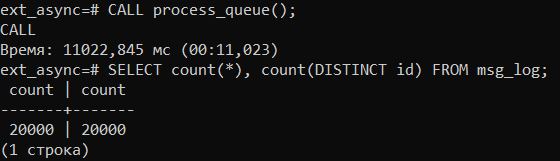 ext_async=# CALL process_queue();
CALL
Время: 11022,845 мс (00:11,023)
ext_async=# SELECT count(*), count(DISTINCT id) FROM msg_log;
 count | count
-------+-------
 20000 | 20000
(1 строка)